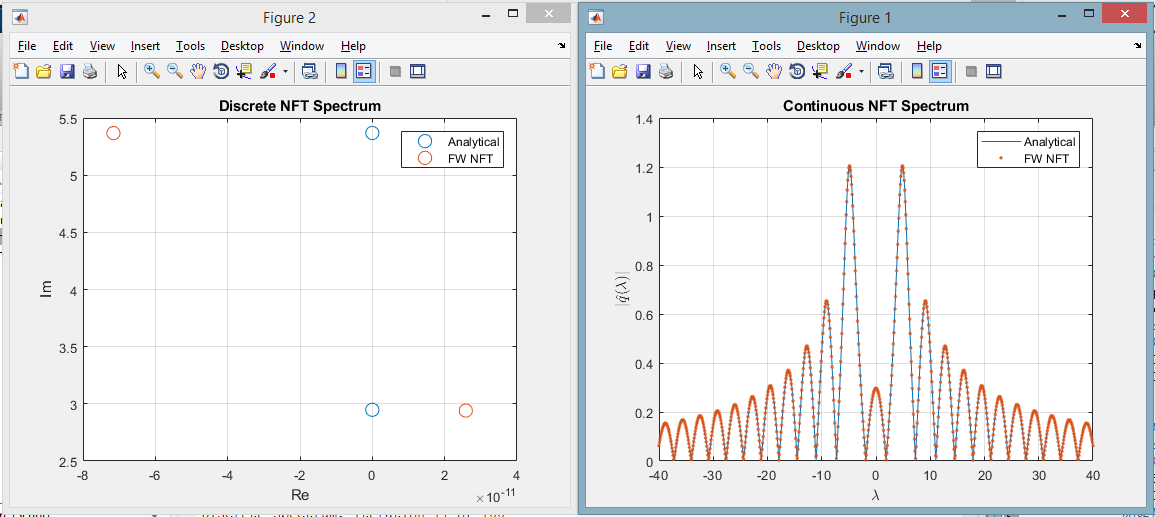 Figure 2
File Edit View Insert Tools Desktop Window Help
Discrete NFT Spectrum
Analytical
FW NFT
5.5
5
4.5
4
3.5
3
2.5
Im
-8 -6 -4 -2 0 2 4
Re
×10⁻¹¹
Figure 1
File Edit View Insert Tools Desktop Window Help
Continuous NFT Spectrum
Analytical
FW NFT
1.4
1.2
1
0.8
0.6
0.4
0.2
0
|q̂(λ)|
-40 -30 -20 -10 0 10 20 30 40
λ